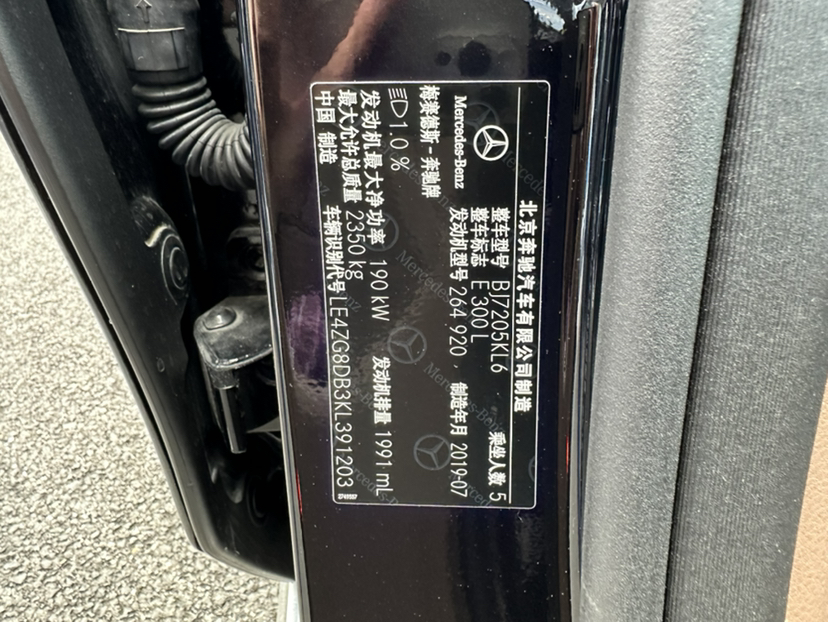 北京奔驰汽车有限公司制造
Mercedes-Benz
梅赛德斯-奔驰牌
整车型号 BJ7205KL6 乘坐人数 5
整车标志 E 300 L
发动机型号 264 920 , 制造年月 2019-07
1.0 %
发动机最大净功率 190 kW 发动机排量 1991 mL
最大允许总质量 2350 kg
中国 制造 车辆识别代号 LE4ZG8DB3KL391203